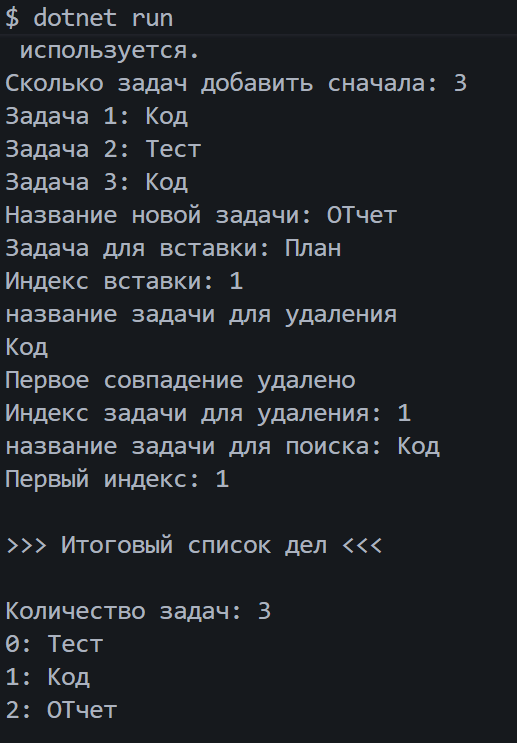 $ dotnet run
используется.
Сколько задач добавить сначала: 3
Задача 1: Код
Задача 2: Тест
Задача 3: Код
Название новой задачи: ОТчет
Задача для вставки: План
Индекс вставки: 1
название задачи для удаления
Код
Первое совпадение удалено
Индекс задачи для удаления: 1
название задачи для поиска: Код
Первый индекс: 1
>>> Итоговый список дел <<<
Количество задач: 3
0: Тест
1: Код
2: ОТчет